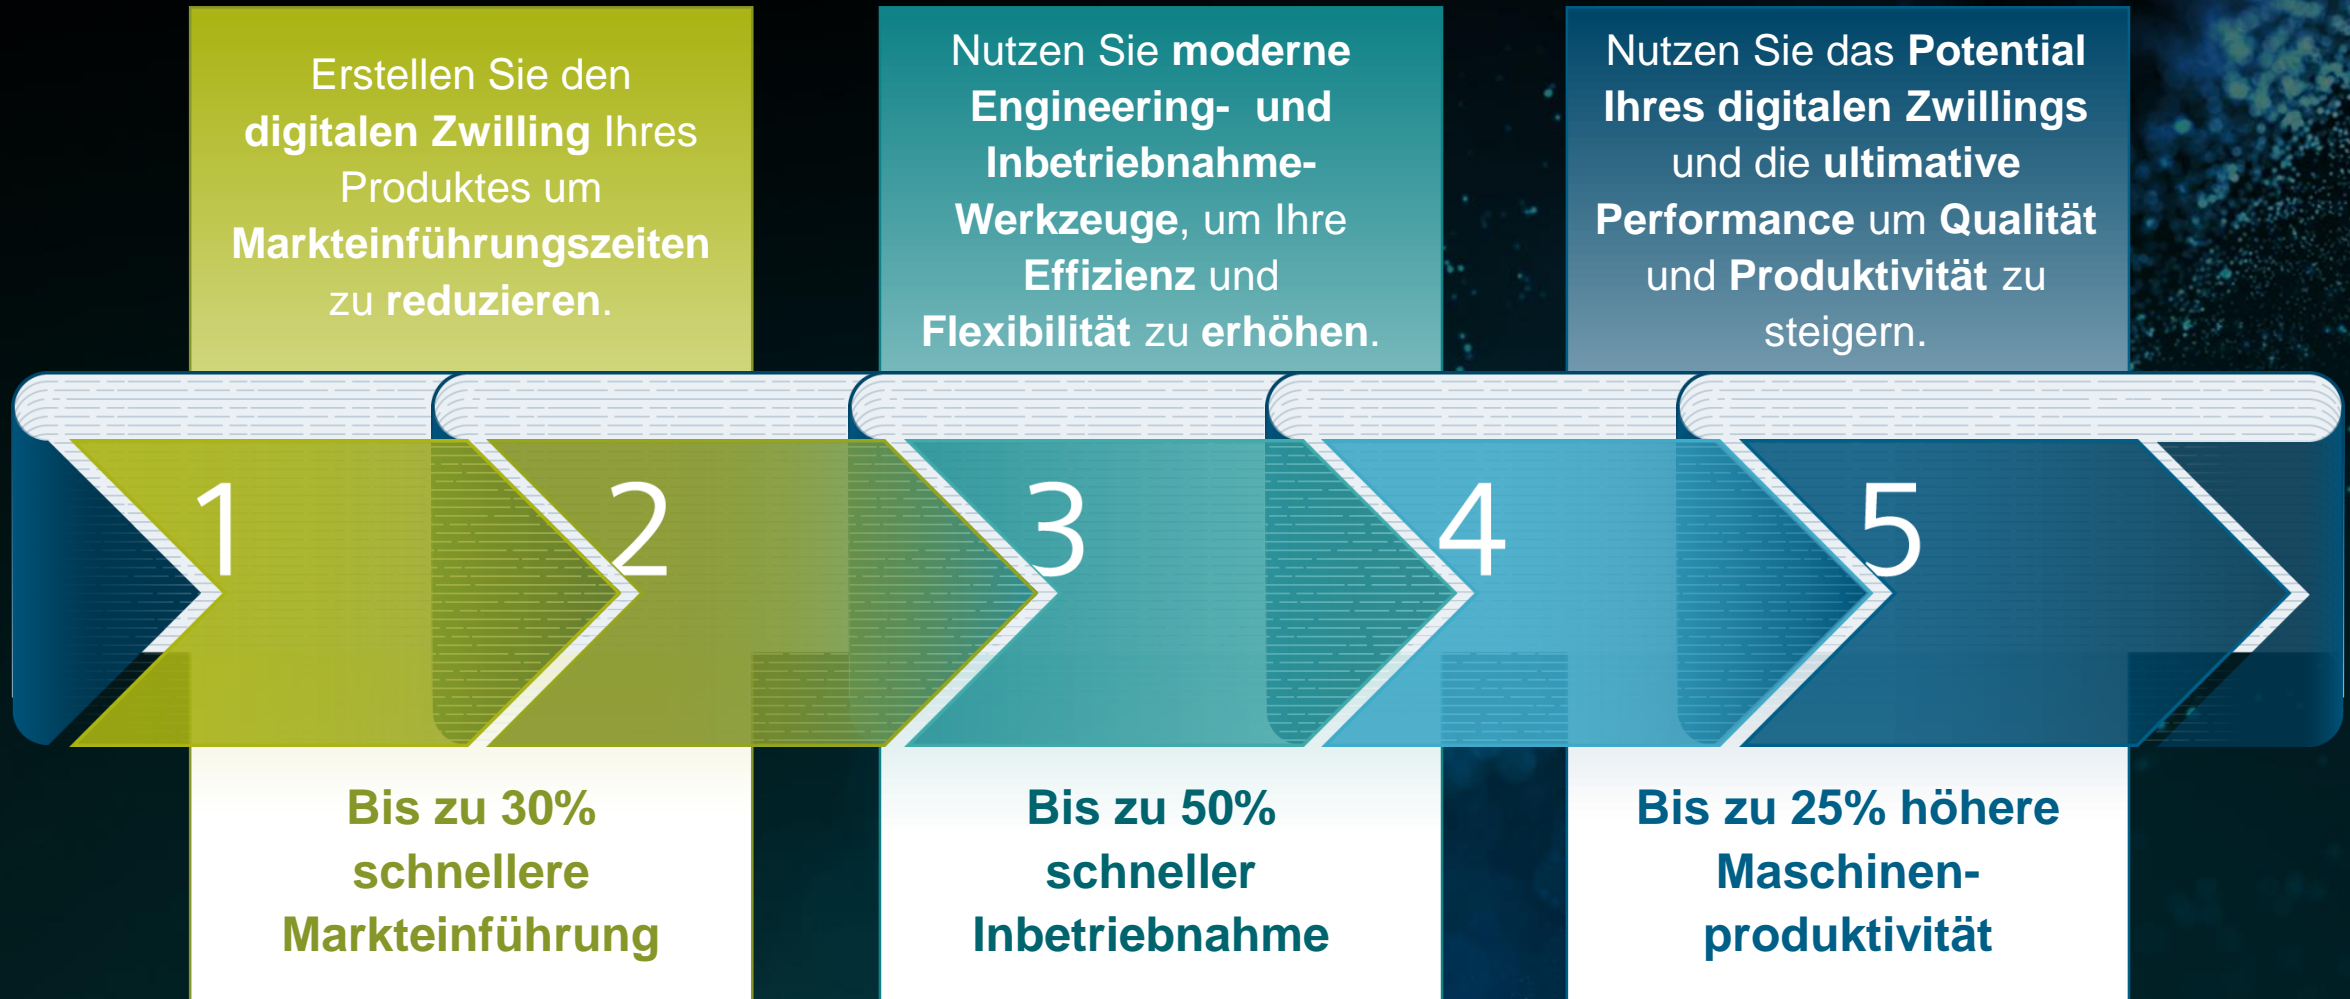 Erstellen Sie den
digitalen Zwilling Ihres
Produktes um
Markteinführungszeiten
zu reduzieren.
Nutzen Sie moderne
Engineering- und
Inbetriebnahme-
Werkzeuge, um Ihre
Effizienz und
Flexibilität zu erhöhen.
Nutzen Sie das Potential
Ihres digitalen Zwillings
und die ultimative
Performance um Qualität
und Produktivität zu
steigern.
1
2
3
4
5
Bis zu 30%
schnellere
Markteinführung
Bis zu 50%
schneller
Inbetriebnahme
Bis zu 25% höhere
Maschinen-
produktivität